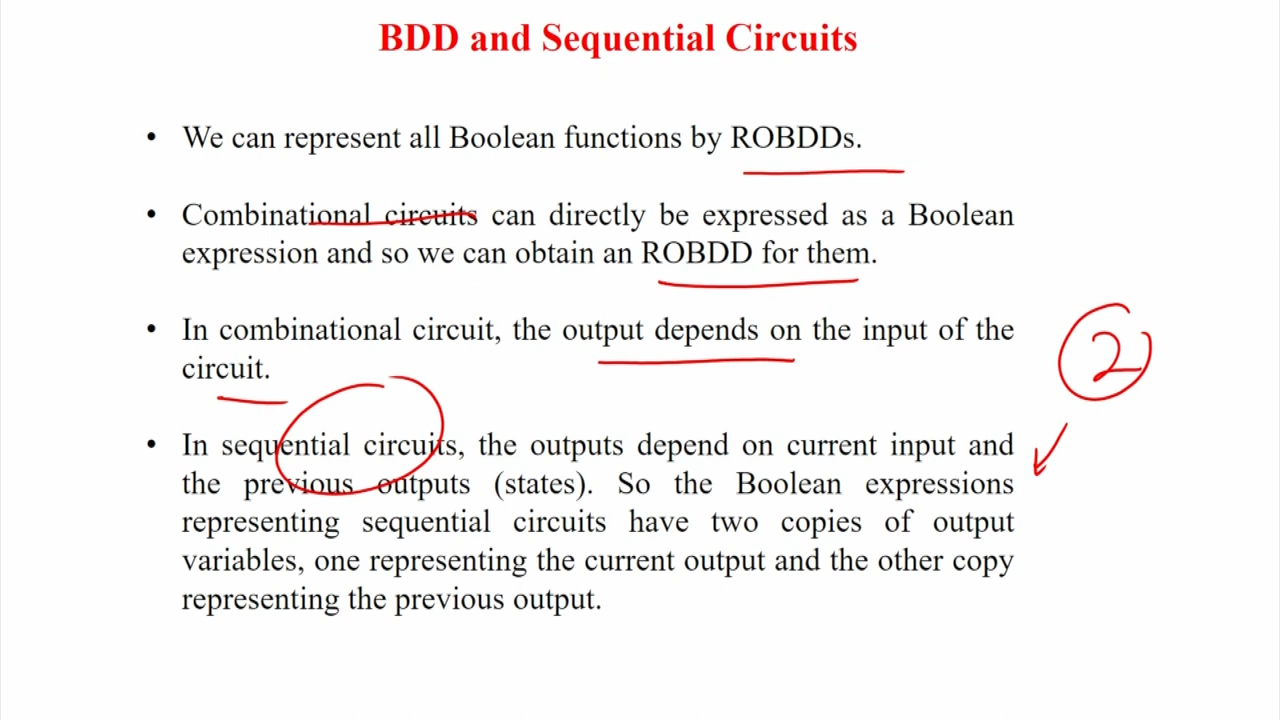 BDD and Sequential Circuits
• We can represent all Boolean functions by ROBDDs.
• Combinational circuits can directly be expressed as a Boolean
expression and so we can obtain an ROBDD for them.
• In combinational circuit, the output depends on the input of the
circuit.
2
• In sequential circuits, the outputs depend on current input and
the previous outputs (states). So the Boolean expressions
representing sequential circuits have two copies of output
variables, one representing the current output and the other copy
representing the previous output.